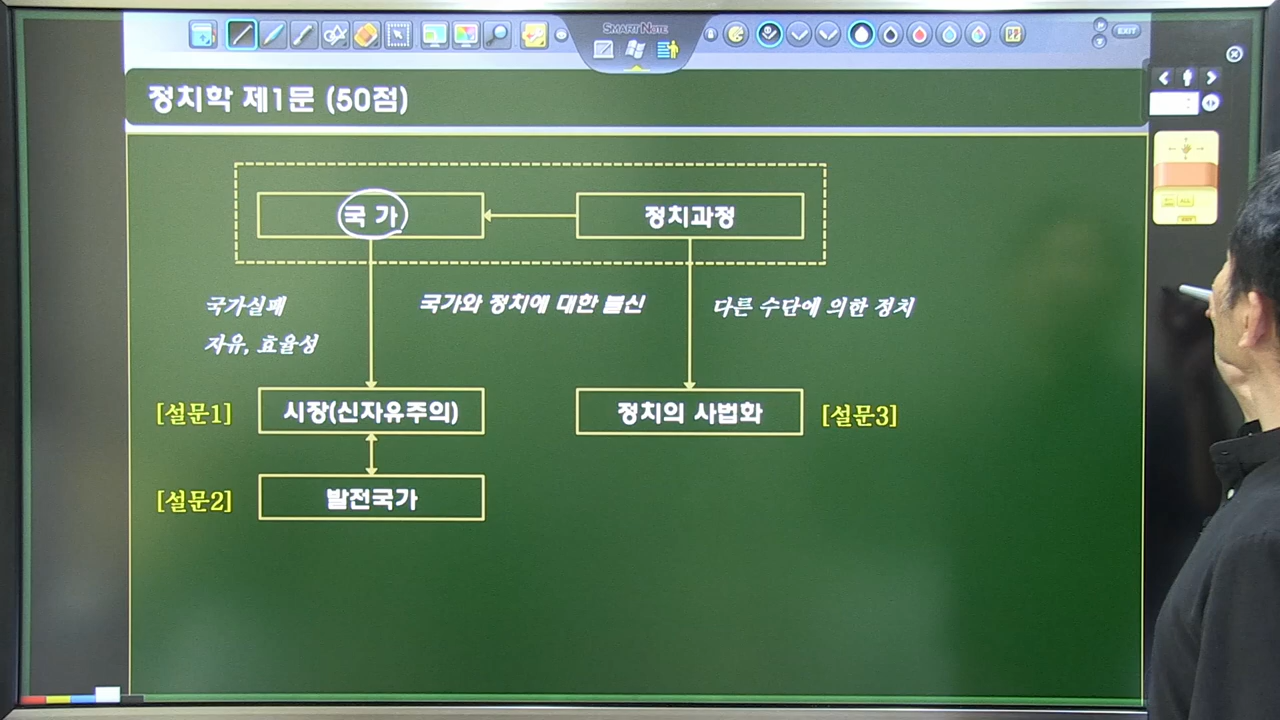 SMART NOTE
EXIT
정치학 제1문 (50점)
국 가
정치과정
국가실패
자유, 효율성
국가와 정치에 대한 불신
다른 수단에 의한 정치
[설문1]
시장(신자유주의)
정치의 사법화
[설문3]
[설문2]
발전국가